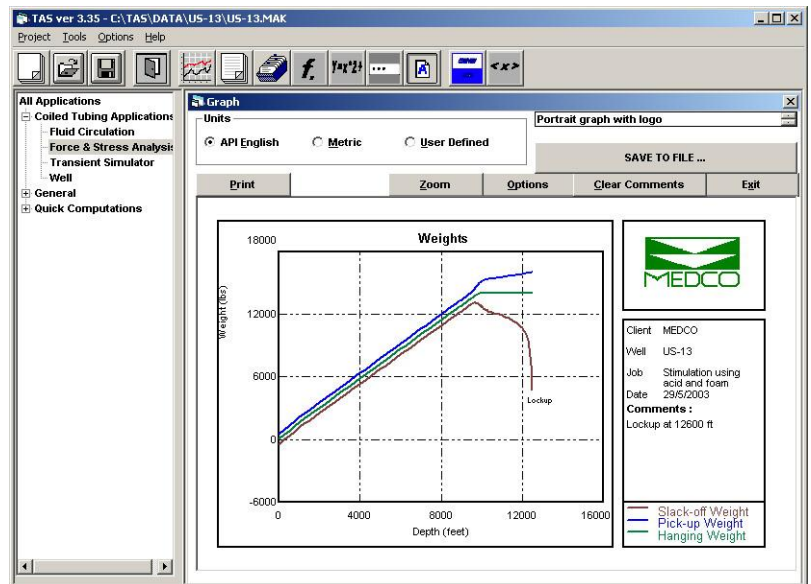 TAS ver 3.35 - C:\TAS\DATA\US-13\US-13.MAK
Project Tools Options Help
f. y=x^2+ ... A <x>
All Applications
Coiled Tubing Applications
Fluid Circulation
Force & Stress Analysis
Transient Simulator
Well
General
Quick Computations
Graph
Units
API English Metric User Defined
Portrait graph with logo
SAVE TO FILE ...
Print Zoom Options Clear Comments Exit
Weights
18000
12000
6000
0
-6000
Weight (lbs)
Lockup
0 4000 8000 12000 16000
Depth (feet)
MEDCO
Client MEDCO
Well US-13
Job Stimulation using
acid and foam
Date 29/5/2003
Comments :
Lockup at 12600 ft
Slack-off Weight
Pick-up Weight
Hanging Weight